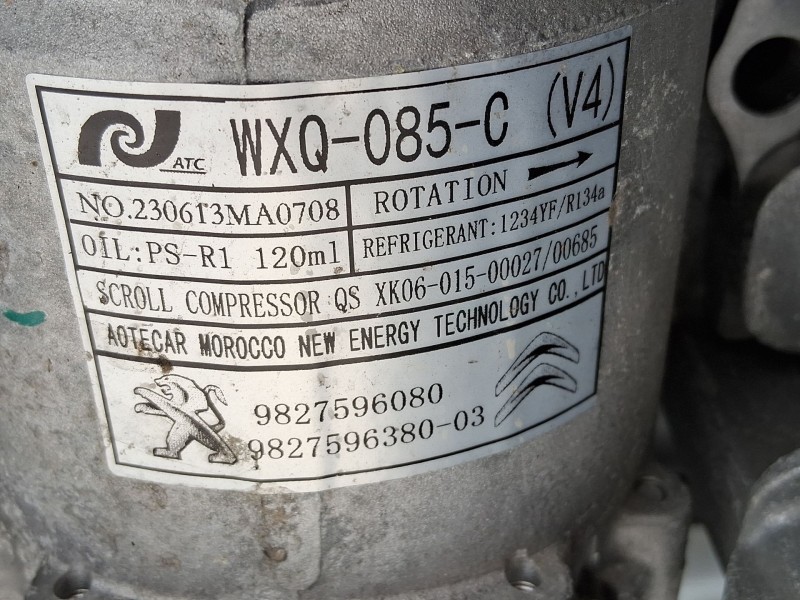 ATC WXQ-085-C (V4)
NO.230613MA0708
ROTATION
OIL:PS-R1 120ml
REFRIGERANT:1234YF/R134a
SCROLL COMPRESSOR QS XK06-015-00027/00685
AOTECAR MOROCCO NEW ENERGY TECHNOLOGY CO.,LTD
9827596080
9827596380-03